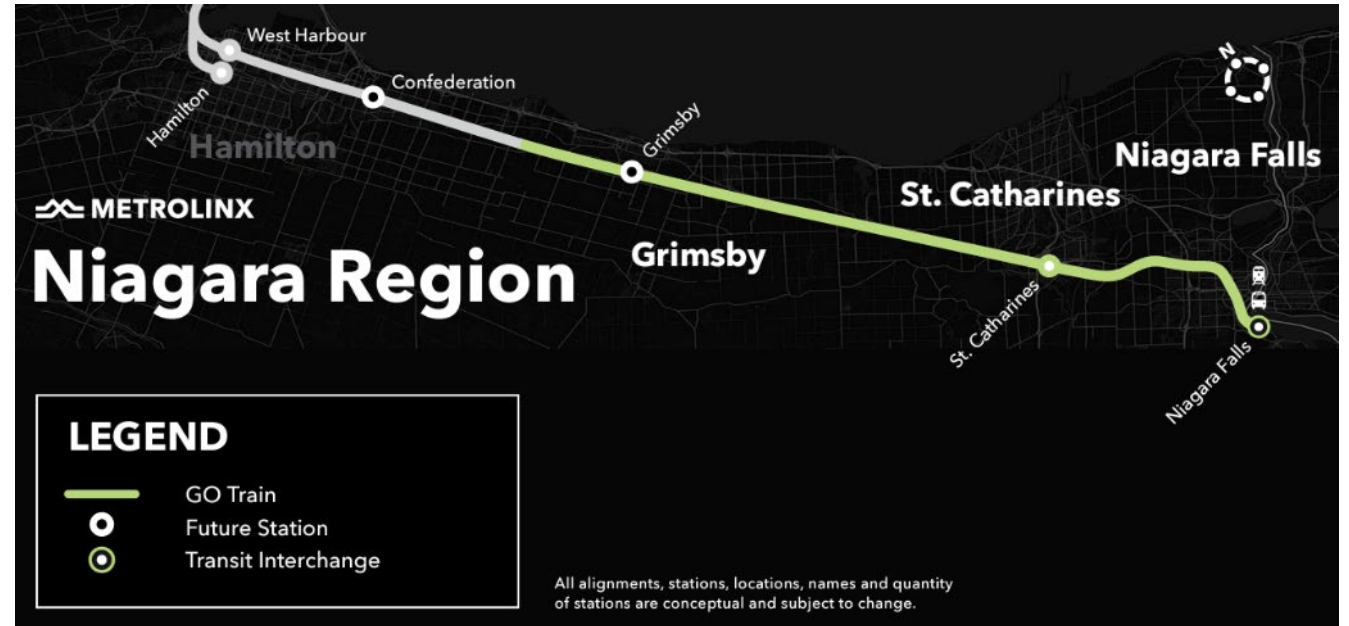 West Harbour
Confederation
Hamilton
Hamilton
Grimsby
N
Niagara Falls
St. Catharines
METROLINX
Grimsby
Niagara Region
St. Catharines
Niagara Falls
LEGEND
GO Train
Future Station
Transit Interchange
All alignments, stations, locations, names and quantity
of stations are conceptual and subject to change.